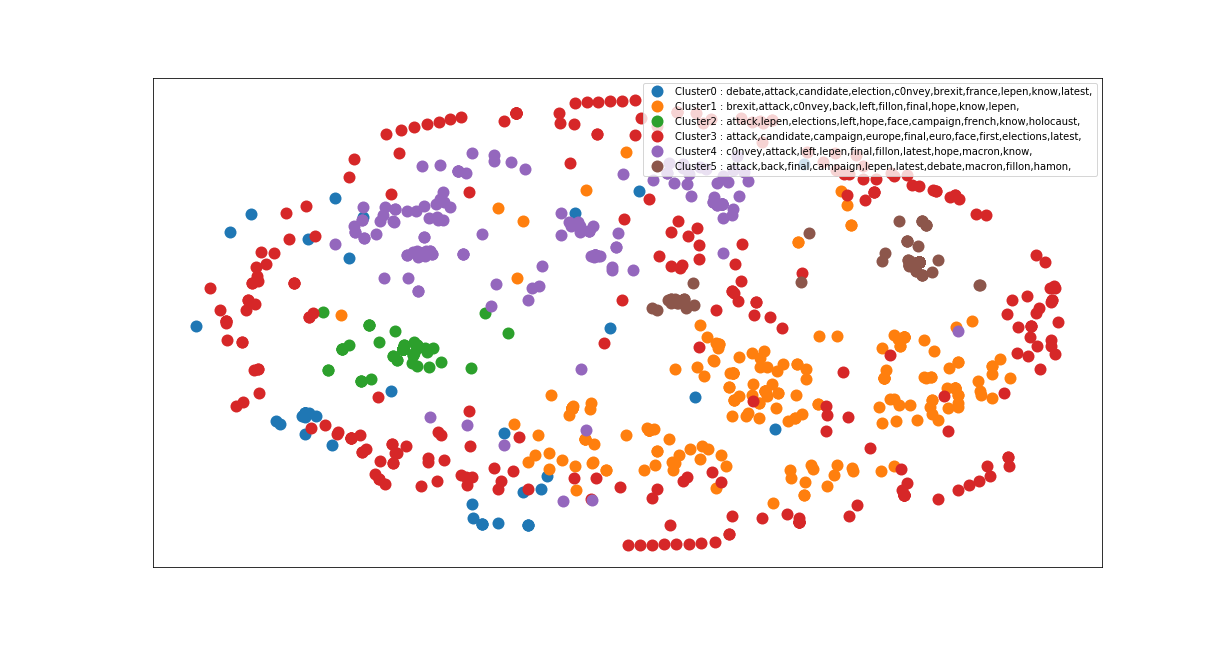 Cluster0 : debate,attack,candidate,election,c0nvey,brexit,france,lepen,know,latest,
Cluster1 : brexit,attack,c0nvey,back,left,fillon,final,hope,know,lepen,
Cluster2 : attack,lepen,elections,left,hope,face,campaign,french,know,holocaust,
Cluster3 : attack,candidate,campaign,europe,final,euro,face,first,elections,latest,
Cluster4 : c0nvey,attack,left,lepen,final,fillon,latest,hope,macron,know,
Cluster5 : attack,back,final,campaign,lepen,latest,debate,macron,fillon,hamon,